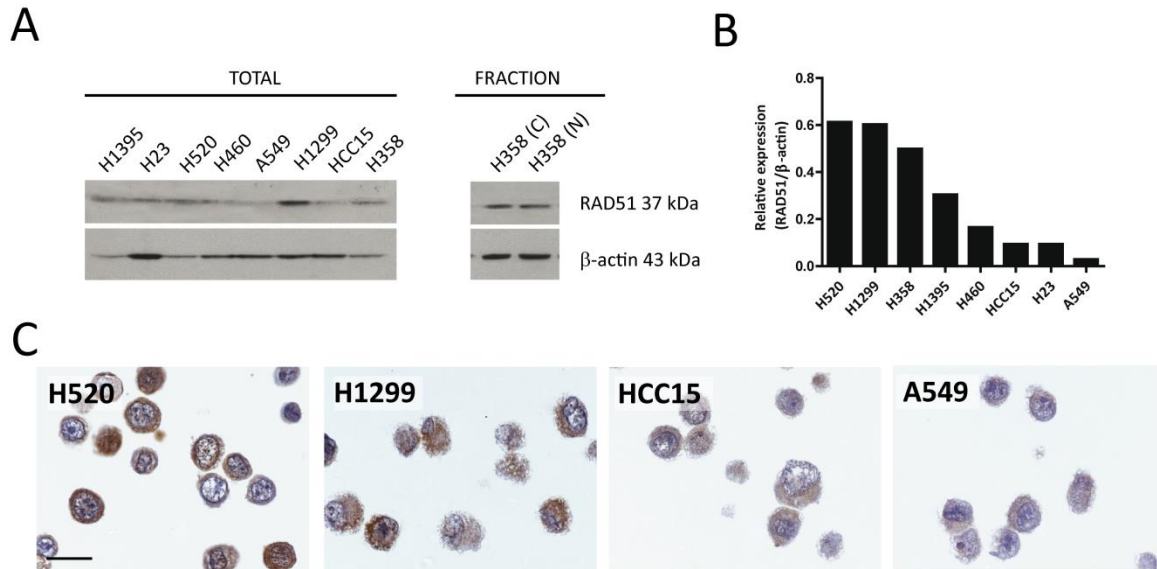 A
TOTAL
FRACTION
H1395
H23
H520
H460
A549
H1299
HCC15
H358
H358 (C)
H358 (N)
RAD51 37 kDa
β-actin 43 kDa
B
Relative expression
(RAD51/β-actin)
0.8
0.6
0.4
0.2
0.0
H520
H1299
H358
H1395
H460
HCC15
H23
A549
C
H520
H1299
HCC15
A549